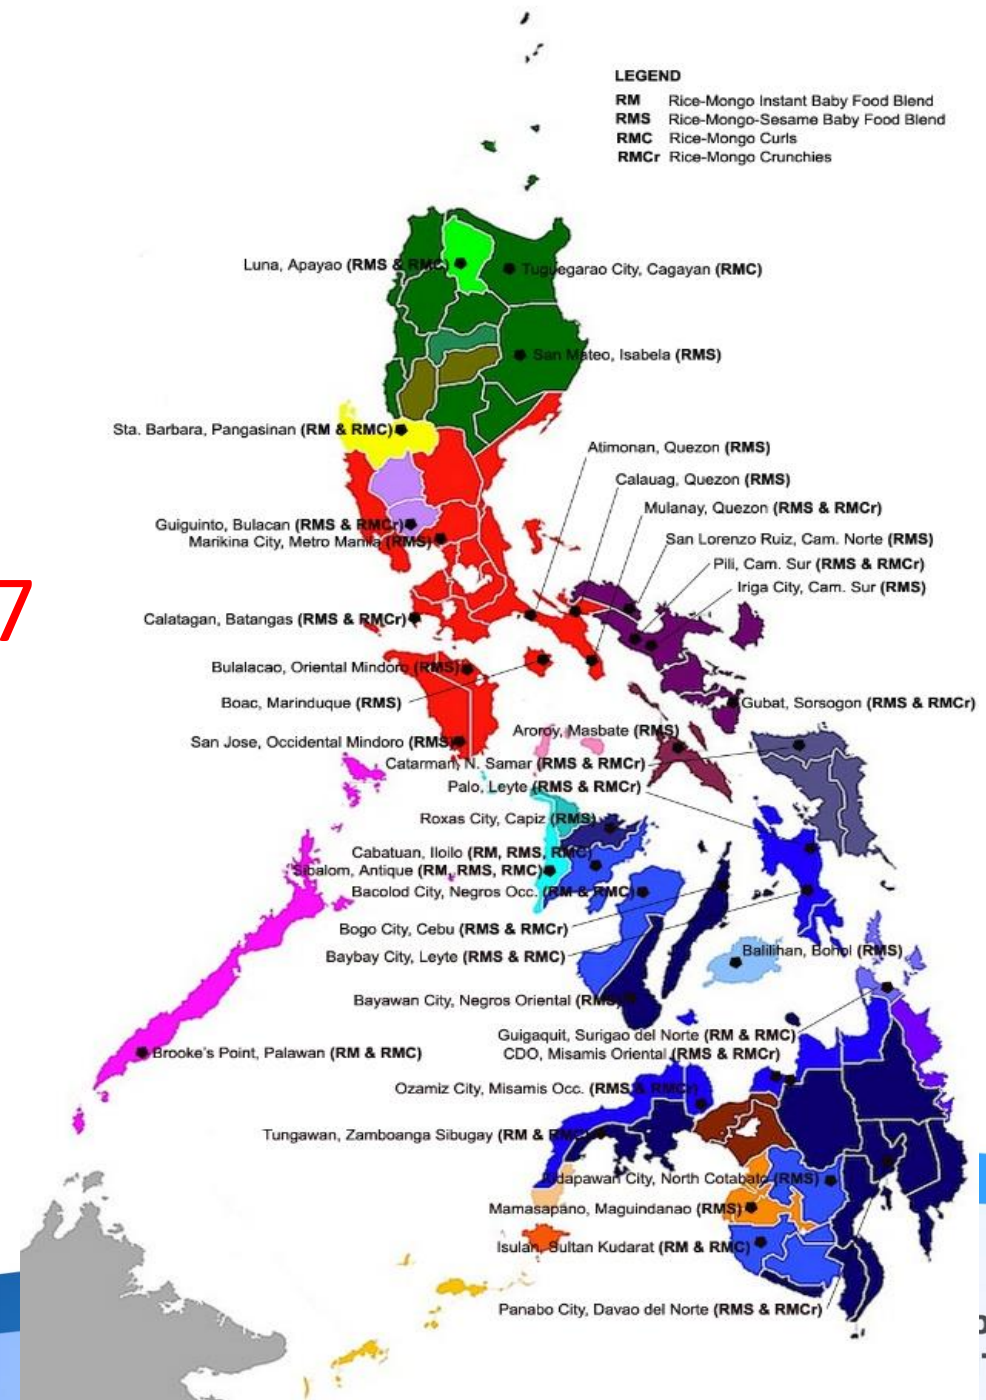 LEGEND
RM Rice-Mongo Instant Baby Food Blend
RMS Rice-Mongo-Sesame Baby Food Blend
RMC Rice-Mongo Curls
RMCr Rice-Mongo Crunchies
Luna, Apayao (RMS & RMC)
Tuguegarao City, Cagayan (RMC)
San Mateo, Isabela (RMS)
Sta. Barbara, Pangasinan (RM & RMC)
Atimonan, Quezon (RMS)
Calauag, Quezon (RMS)
Mulanay, Quezon (RMS & RMCr)
Guiguinto, Bulacan (RMS & RMCr)
Marikina City, Metro Manila (RMS)
San Lorenzo Ruiz, Cam. Norte (RMS)
Pili, Cam. Sur (RMS & RMCr)
Iriga City, Cam. Sur (RMS)
7
Calatagan, Batangas (RMS & RMCr)
Bulalacao, Oriental Mindoro (RMS)
Boac, Marinduque (RMS)
Gubat, Sorsogon (RMS & RMCr)
Aroroy, Masbate (RMS)
San Jose, Occidental Mindoro (RMS)
Catarman, N. Samar (RMS & RMCr)
Palo, Leyte (RMS & RMCr)
Roxas City, Capiz (RMS)
Cabatuan, Iloilo (RM, RMS, RMC)
Sibalom, Antique (RM, RMS, RMC)
Bacolod City, Negros Occ. (RM & RMC)
Bogo City, Cebu (RMS & RMCr)
Baybay City, Leyte (RMS & RMC)
Balilihan, Bohol (RMS)
Bayawan City, Negros Oriental (RMS)
Guigaquit, Surigao del Norte (RM & RMC)
CDO, Misamis Oriental (RMS & RMCr)
Brooke's Point, Palawan (RM & RMC)
Ozamiz City, Misamis Occ. (RMS & RMCr)
Tungawan, Zamboanga Sibugay (RM & RMC)
Kidapawan City, North Cotabato (RMS)
Mamasapano, Maguindanao (RMS)
Isulan, Sultan Kudarat (RM & RMC)
Panabo City, Davao del Norte (RMS & RMCr)